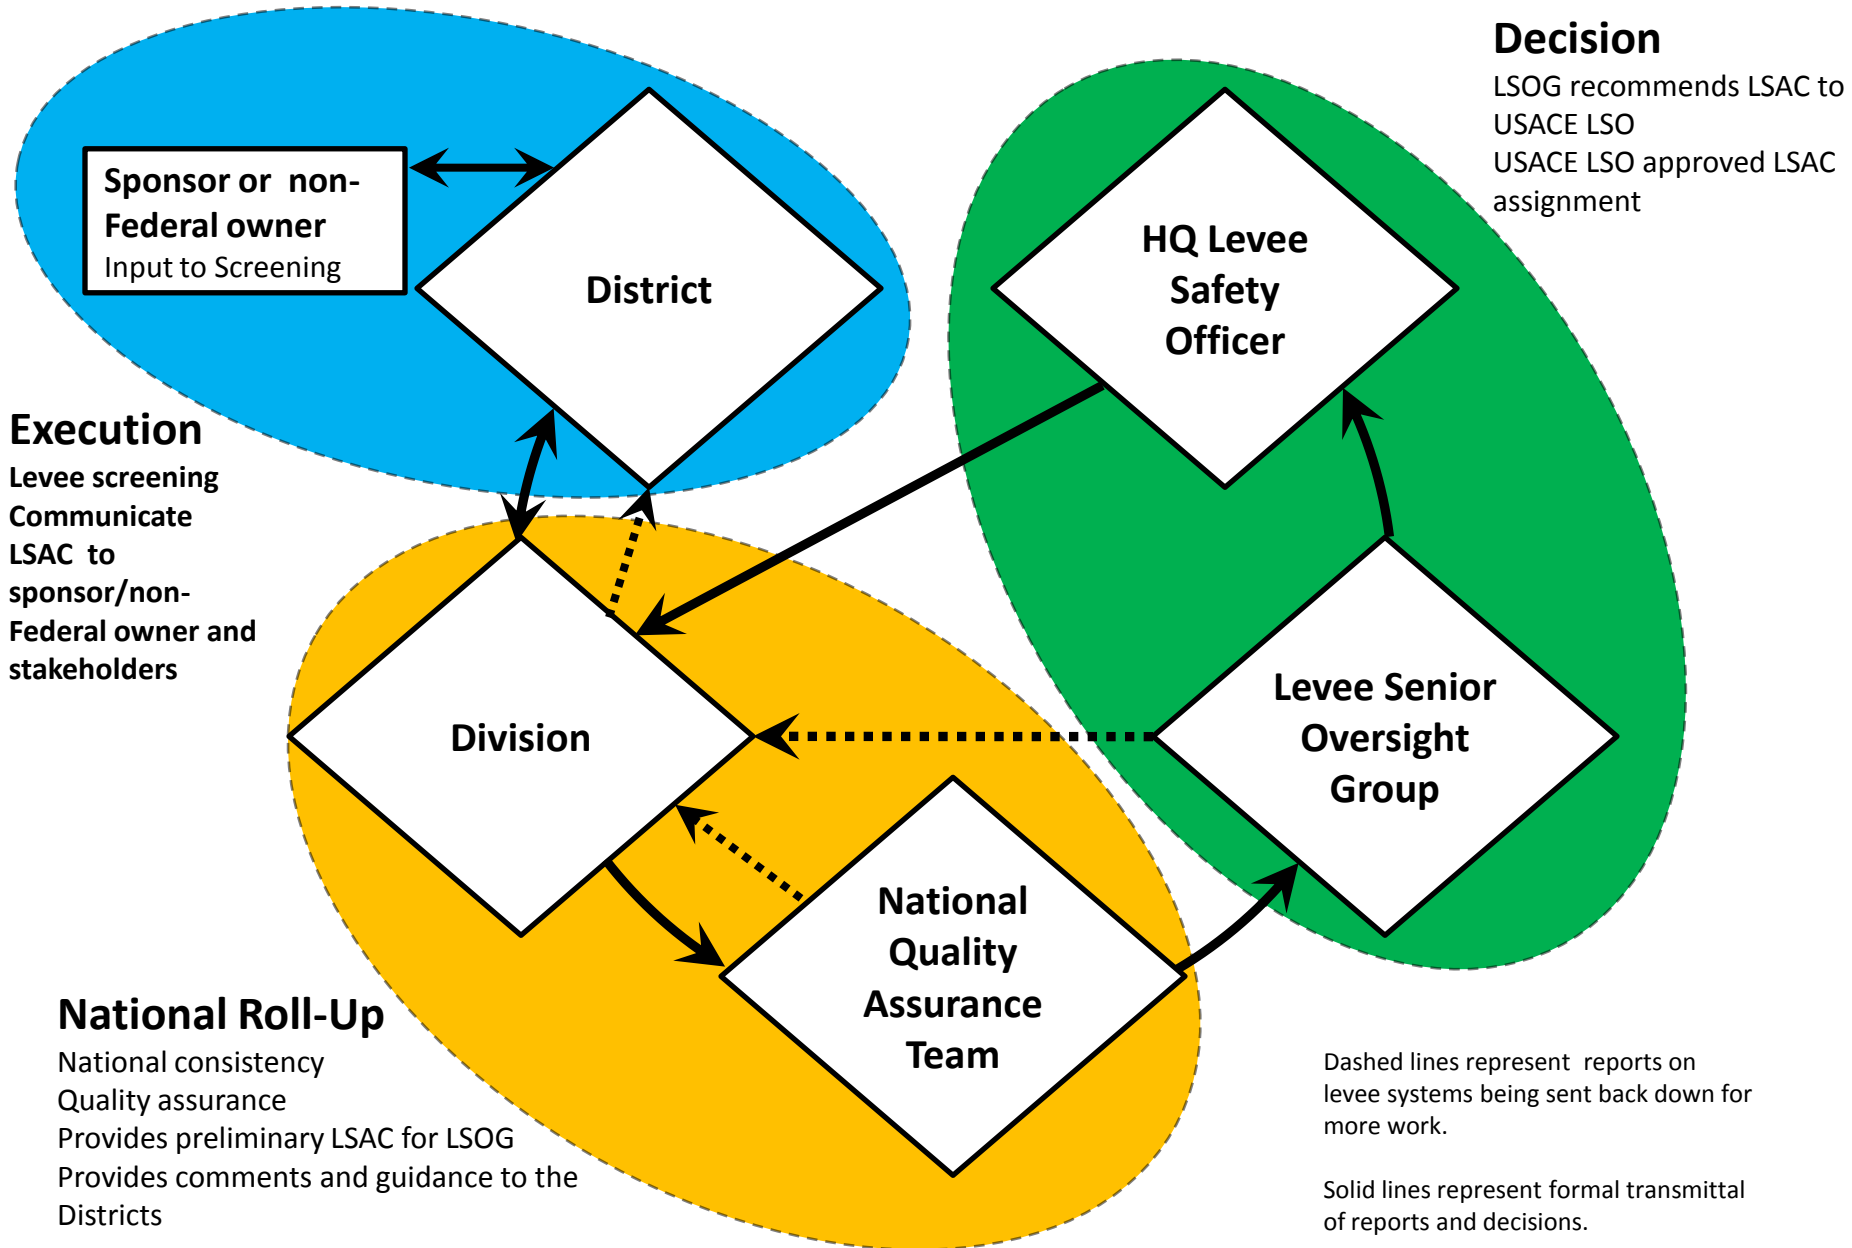 Decision
LSOG recommends LSAC to
USACE LSO
USACE LSO approved LSAC
assignment
Sponsor or non-
Federal owner
Input to Screening
District
HQ Levee
Safety
Officer
Execution
Levee screening
Communicate
LSAC to
sponsor/non-
Federal owner and
stakeholders
Division
Levee Senior
Oversight
Group
National
Quality
Assurance
Team
National Roll-Up
National consistency
Quality assurance
Provides preliminary LSAC for LSOG
Provides comments and guidance to the
Districts
Dashed lines represent reports on
levee systems being sent back down for
more work.
Solid lines represent formal transmittal
of reports and decisions.